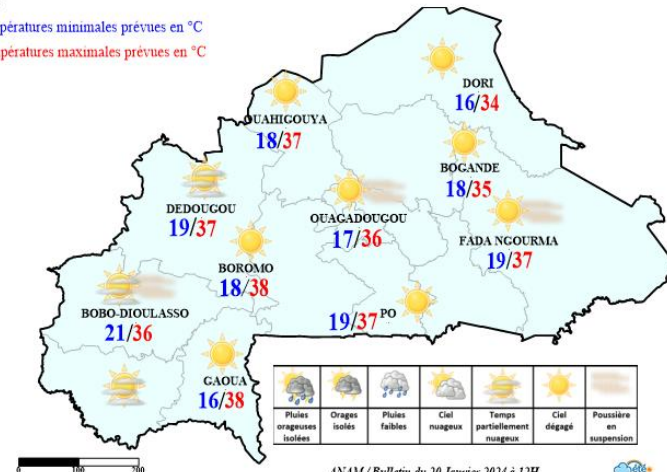 pératures minimales prévues en °C
pératures maximales prévues en °C
DORI
16/34
OUAHIGOUYA
18/37
BOGANDE
18/35
DEDOUGOU
19/37
OUAGADOUGOU
17/36
FADA NGOURMA
19/37
BOROMO
18/38
BOBO-DIOULASSO
21/36
19/37 PO
GAOUA
16/38
Pluies orageuses isolées
Orages isolés
Pluies faibles
Ciel nuageux
Temps partiellement nuageux
Ciel dégagé
Poussière en suspension
0 100 200
ANAM / Bulletin du 20 Janvier 2024 à 12H